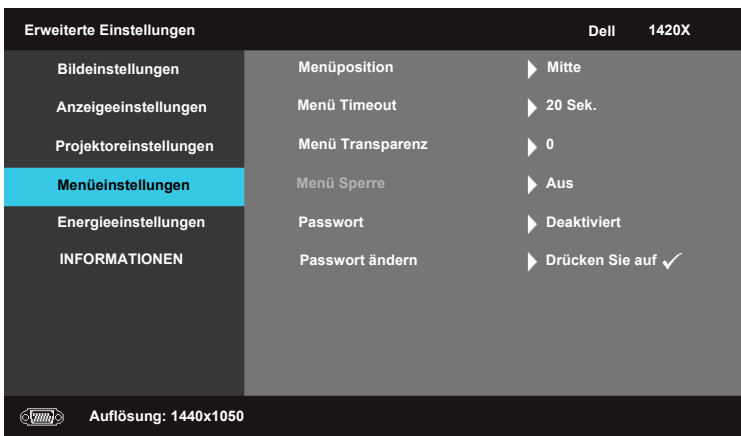 Erweiterte Einstellungen Dell 1420X
Bildeinstellungen Menüposition Mitte
Anzeigeeinstellungen Menü Timeout 20 Sek.
Projektoreinstellungen Menü Transparenz 0
Menüeinstellungen Menü Sperre Aus
Energieeinstellungen Passwort Deaktiviert
INFORMATIONEN Passwort ändern Drücken Sie auf ✓
Auflösung: 1440x1050